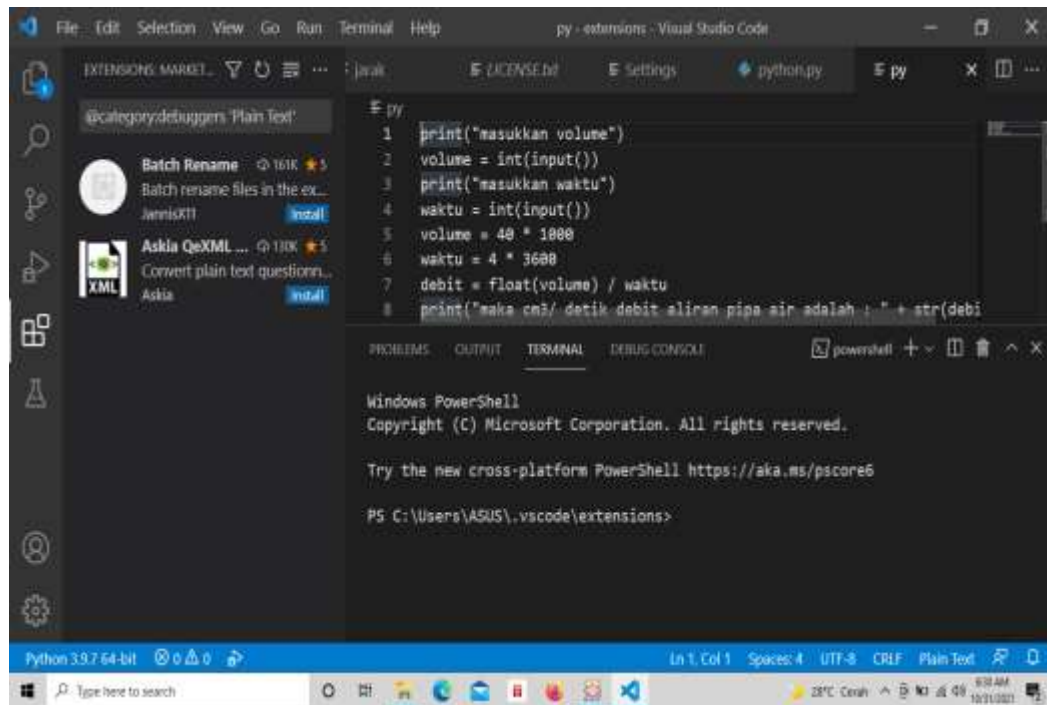 File Edit Selection View Go Run Terminal Help py - extensions - Visual Studio Code
EXTENSIONS: MARKET... jarak LICENSE.txt Settings python.py py
@category:debuggers 'Plain Text'
Batch Rename 161K 5
Batch rename files in the ex...
JannisX11 Install
Askia QeXML ... 130K 5
Convert plain text questionn...
Askia Install
XML
py
1 print("masukkan volume")
2 volume = int(input())
3 print("masukkan waktu")
4 waktu = int(input())
5 volume = 40 * 1000
6 waktu = 4 * 3600
7 debit = float(volume) / waktu
8 print("maka cm3/ detik debit aliran pipa air adalah : " + str(debi
PROBLEMS OUTPUT TERMINAL DEBUG CONSOLE powershell
Windows PowerShell
Copyright (C) Microsoft Corporation. All rights reserved.
Try the new cross-platform PowerShell https://aka.ms/pscore6
PS C:\Users\ASUS\.vscode\extensions>
Python 3.9.7 64-bit 0 0 Ln 1, Col 1 Spaces: 4 UTF-8 CRLF Plain Text
Type here to search 28°C Cerah
10/31/2021